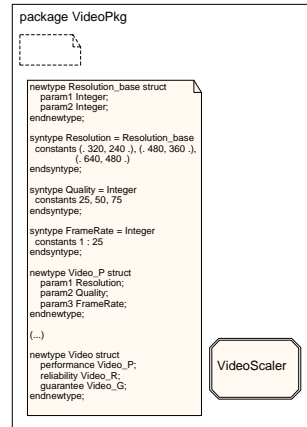 package VideoPkg
newtype Resolution_base struct
param1 Integer;
param2 Integer;
endnewtype;
syntype Resolution = Resolution_base
constants (. 320, 240 .), (. 480, 360 .),
(. 640, 480 .)
endsyntype;
syntype Quality = Integer
constants 25, 50, 75
endsyntype;
syntype FrameRate = Integer
constants 1 : 25
endsyntype;
newtype Video_P struct
param1 Resolution;
param2 Quality;
param3 FrameRate;
endnewtype;
(...)
newtype Video struct
performance Video_P;
reliability Video_R;
guarantee Video_G;
endnewtype;
VideoScaler